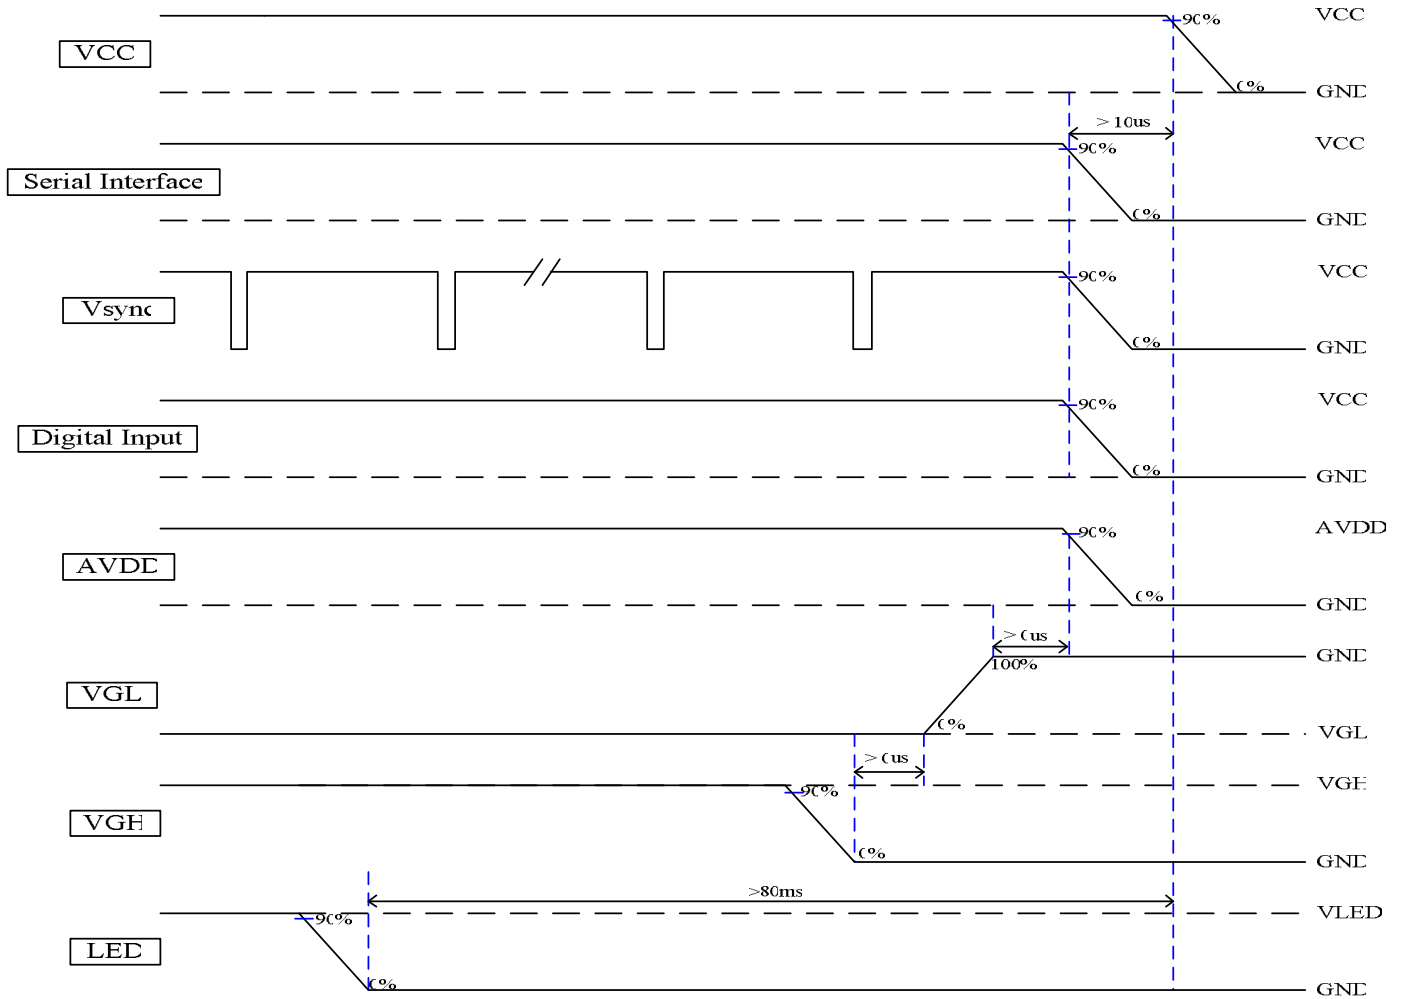 VCC
90%
VCC
0%
GND
> 10us
Serial Interface
90%
VCC
0%
GND
Vsync
90%
VCC
0%
GND
Digital Input
90%
VCC
0%
GND
AVDD
90%
AVDD
0%
GND
> 0us
VGL
100%
GND
0%
VGL
> 0us
VGH
90%
VGH
0%
GND
>80ms
LED
90%
VLED
0%
GND